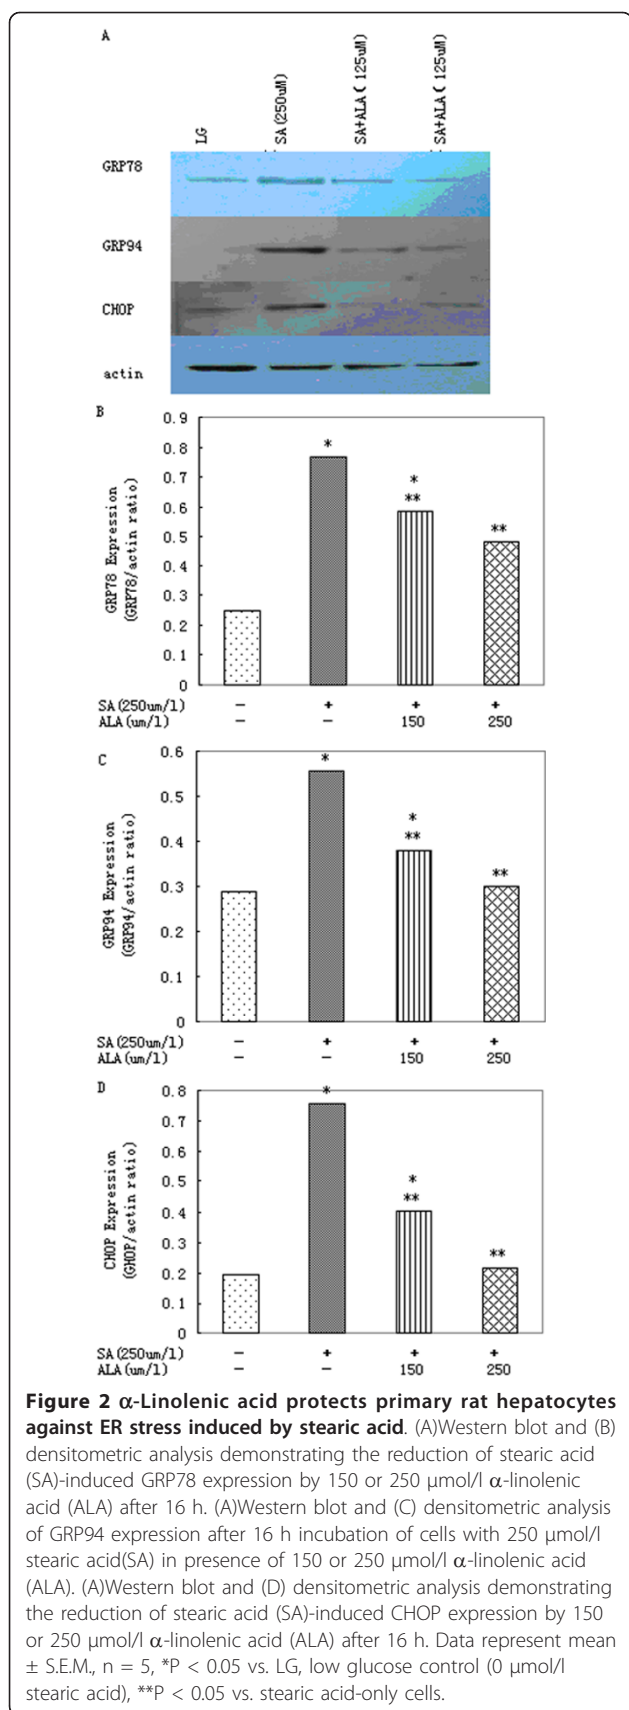 A
LG
SA(250uM)
SA+ALA( 125uM)
SA+ALA( 125uM)
GRP78
GRP94
CHOP
actin
B
GRP78 Expression
(GRP78/actin ratio)
0.9
0.8
0.7
0.6
0.5
0.4
0.3
0.2
0.1
0
*
*
**
**
SA(250um/l) − + + +
ALA(um/l) − − 150 250
C
GRP94 Expression
(GRP94/actin ratio)
0.6
0.5
0.4
0.3
0.2
0.1
0
*
*
**
**
SA(250um/l) − + + +
ALA(um/l) − − 150 250
D
CHOP Expression
(GHOP/actin ratio)
0.8
0.7
0.6
0.5
0.4
0.3
0.2
0.1
0
*
*
**
**
SA(250um/l) − + + +
ALA(um/l) − − 150 250
Figure 2 α-Linolenic acid protects primary rat hepatocytes
against ER stress induced by stearic acid. (A)Western blot and (B)
densitometric analysis demonstrating the reduction of stearic acid
(SA)-induced GRP78 expression by 150 or 250 μmol/l α-linolenic
acid (ALA) after 16 h. (A)Western blot and (C) densitometric analysis
of GRP94 expression after 16 h incubation of cells with 250 μmol/l
stearic acid(SA) in presence of 150 or 250 μmol/l α-linolenic acid
(ALA). (A)Western blot and (D) densitometric analysis demonstrating
the reduction of stearic acid (SA)-induced CHOP expression by 150
or 250 μmol/l α-linolenic acid (ALA) after 16 h. Data represent mean
± S.E.M., n = 5, *P < 0.05 vs. LG, low glucose control (0 μmol/l
stearic acid), **P < 0.05 vs. stearic acid-only cells.